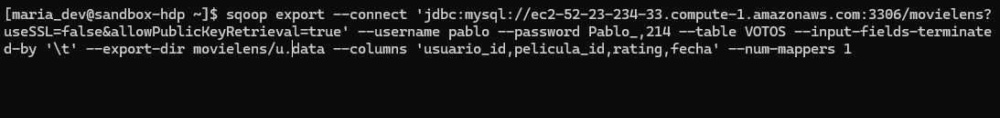 [maria_dev@sandbox-hdp ~]$ sqoop export --connect 'jdbc:mysql://ec2-52-23-234-33.compute-1.amazonaws.com:3306/movielens?
useSSL=false&allowPublicKeyRetrieval=true' --username pablo --password Pablo_,214 --table VOTOS --input-fields-terminate
d-by '\t' --export-dir movielens/u.data --columns 'usuario_id,pelicula_id,rating,fecha' --num-mappers 1